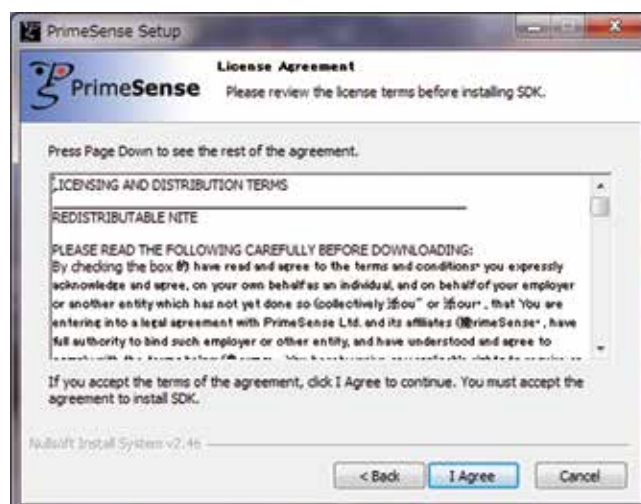 PrimeSense Setup
License Agreement
Please review the license terms before installing SDK.
PrimeSense
Press Page Down to see the rest of the agreement.
LICENSING AND DISTRIBUTION TERMS
REDISTRIBUTABLE NITE
PLEASE READ THE FOLLOWING CAREFULLY BEFORE DOWNLOADING:
By checking the box 的 have read and agree to the terms and conditions" you expressly
acknowledge and agree, on your own behalf as an individual, and on behalf of your employer
or another entity which has not yet done so (collectively ou" or our", that You are
entering into a legal agreement with PrimeSense Ltd. and its affiliates (rimeSense", have
full authority to bind such employer or other entity, and have understood and agree to
If you accept the terms of the agreement, click I Agree to continue. You must accept the
agreement to install SDK.
Nullsoft Install System v2.46
< Back
I Agree
Cancel